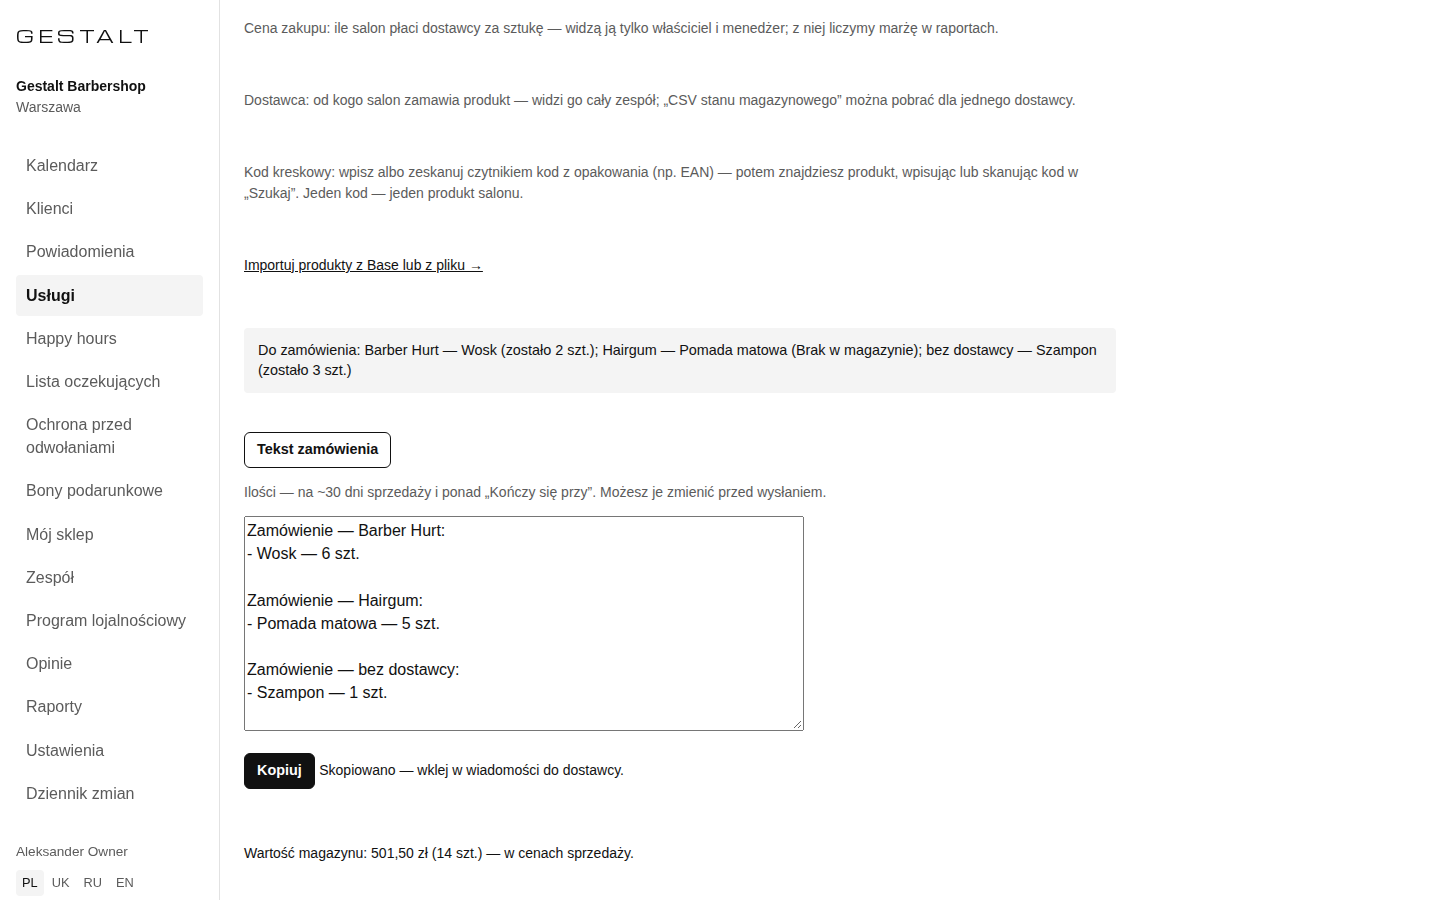 GESTALT
Gestalt Barbershop
Warszawa
Kalendarz
Klienci
Powiadomienia
Usługi
Happy hours
Lista oczekujących
Ochrona przed
odwołaniami
Bony podarunkowe
Mój sklep
Zespół
Program lojalnościowy
Opinie
Raporty
Ustawienia
Dziennik zmian
Aleksander Owner
PL UK RU EN
Cena zakupu: ile salon płaci dostawcy za sztukę — widzą ją tylko właściciel i menedżer; z niej liczymy marżę w raportach.
Dostawca: od kogo salon zamawia produkt — widzi go cały zespół; „CSV stanu magazynowego” można pobrać dla jednego dostawcy.
Kod kreskowy: wpisz albo zeskanuj czytnikiem kod z opakowania (np. EAN) — potem znajdziesz produkt, wpisując lub skanując kod w
„Szukaj”. Jeden kod — jeden produkt salonu.
Importuj produkty z Base lub z pliku →
Do zamówienia: Barber Hurt — Wosk (zostało 2 szt.); Hairgum — Pomada matowa (Brak w magazynie); bez dostawcy — Szampon
(zostało 3 szt.)
Tekst zamówienia
Ilości — na ~30 dni sprzedaży i ponad „Kończy się przy”. Możesz je zmienić przed wysłaniem.
Zamówienie — Barber Hurt:
- Wosk — 6 szt.
Zamówienie — Hairgum:
- Pomada matowa — 5 szt.
Zamówienie — bez dostawcy:
- Szampon — 1 szt.
Kopiuj Skopiowano — wklej w wiadomości do dostawcy.
Wartość magazynu: 501,50 zł (14 szt.) — w cenach sprzedaży.